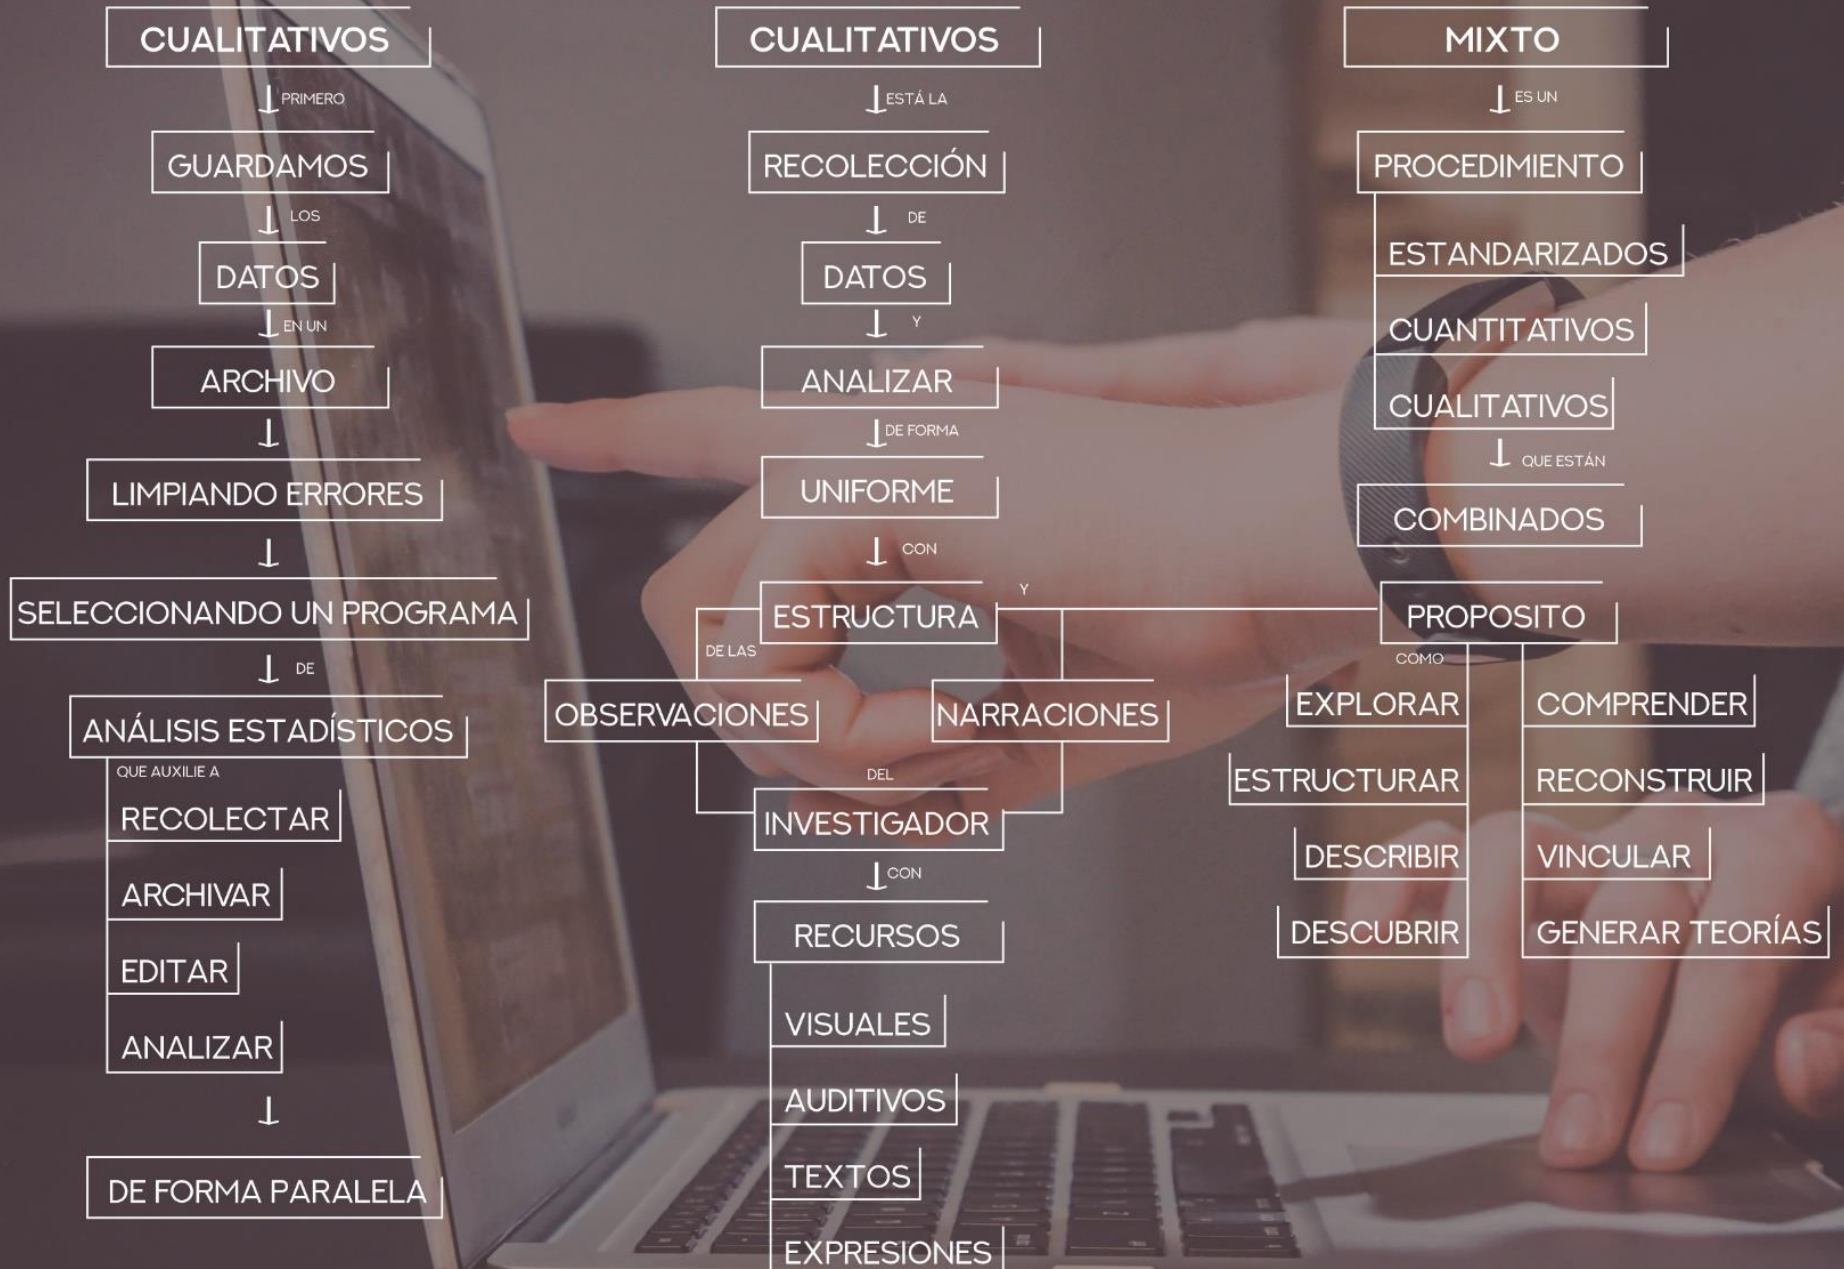 CUALITATIVOS
PRIMERO
GUARDAMOS
LOS
DATOS
EN UN
ARCHIVO
LIMPIANDO ERRORES
SELECCIONANDO UN PROGRAMA
DE
ANÁLISIS ESTADÍSTICOS
QUE AUXILIE A
RECOLECTAR
ARCHIVAR
EDITAR
ANALIZAR
DE FORMA PARALELA
CUALITATIVOS
ESTÁ LA
RECOLECCIÓN
DE
DATOS
Y
ANALIZAR
DE FORMA
UNIFORME
CON
ESTRUCTURA
Y
DE LAS
OBSERVACIONES
NARRACIONES
DEL
INVESTIGADOR
CON
RECURSOS
VISUALES
AUDITIVOS
TEXTOS
EXPRESIONES
MIXTO
ES UN
PROCEDIMIENTO
ESTANDARIZADOS
CUANTITATIVOS
CUALITATIVOS
QUE ESTÁN
COMBINADOS
PROPOSITO
COMO
EXPLORAR
ESTRUCTURAR
DESCRIBIR
DESCUBRIR
COMPRENDER
RECONSTRUIR
VINCULAR
GENERAR TEORÍAS